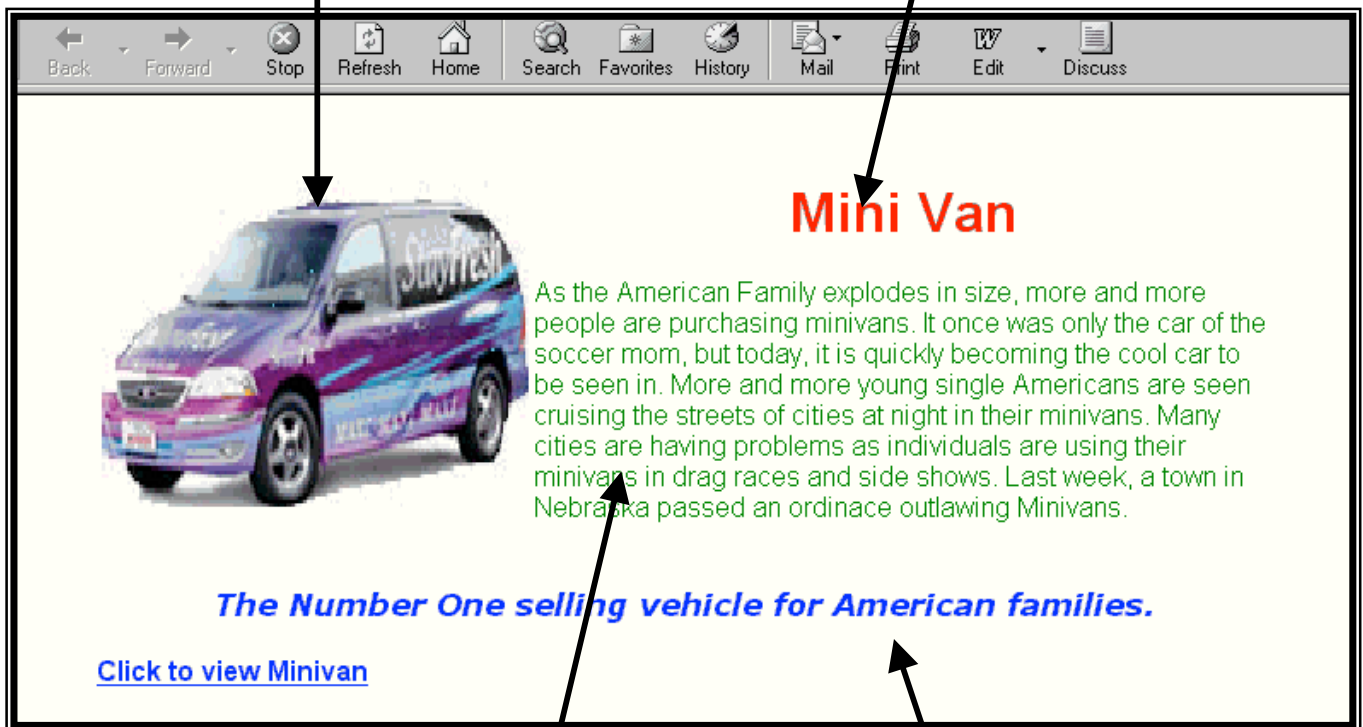 Back Forward Stop Refresh Home Search Favorites History Mail Print Edit Discuss
StayFresh
Mini Van
As the American Family explodes in size, more and more
people are purchasing minivans. It once was only the car of the
soccer mom, but today, it is quickly becoming the cool car to
be seen in. More and more young single Americans are seen
cruising the streets of cities at night in their minivans. Many
cities are having problems as individuals are using their
minivans in drag races and side shows. Last week, a town in
Nebraska passed an ordinace outlawing Minivans.
The Number One selling vehicle for American families.
Click to view Minivan